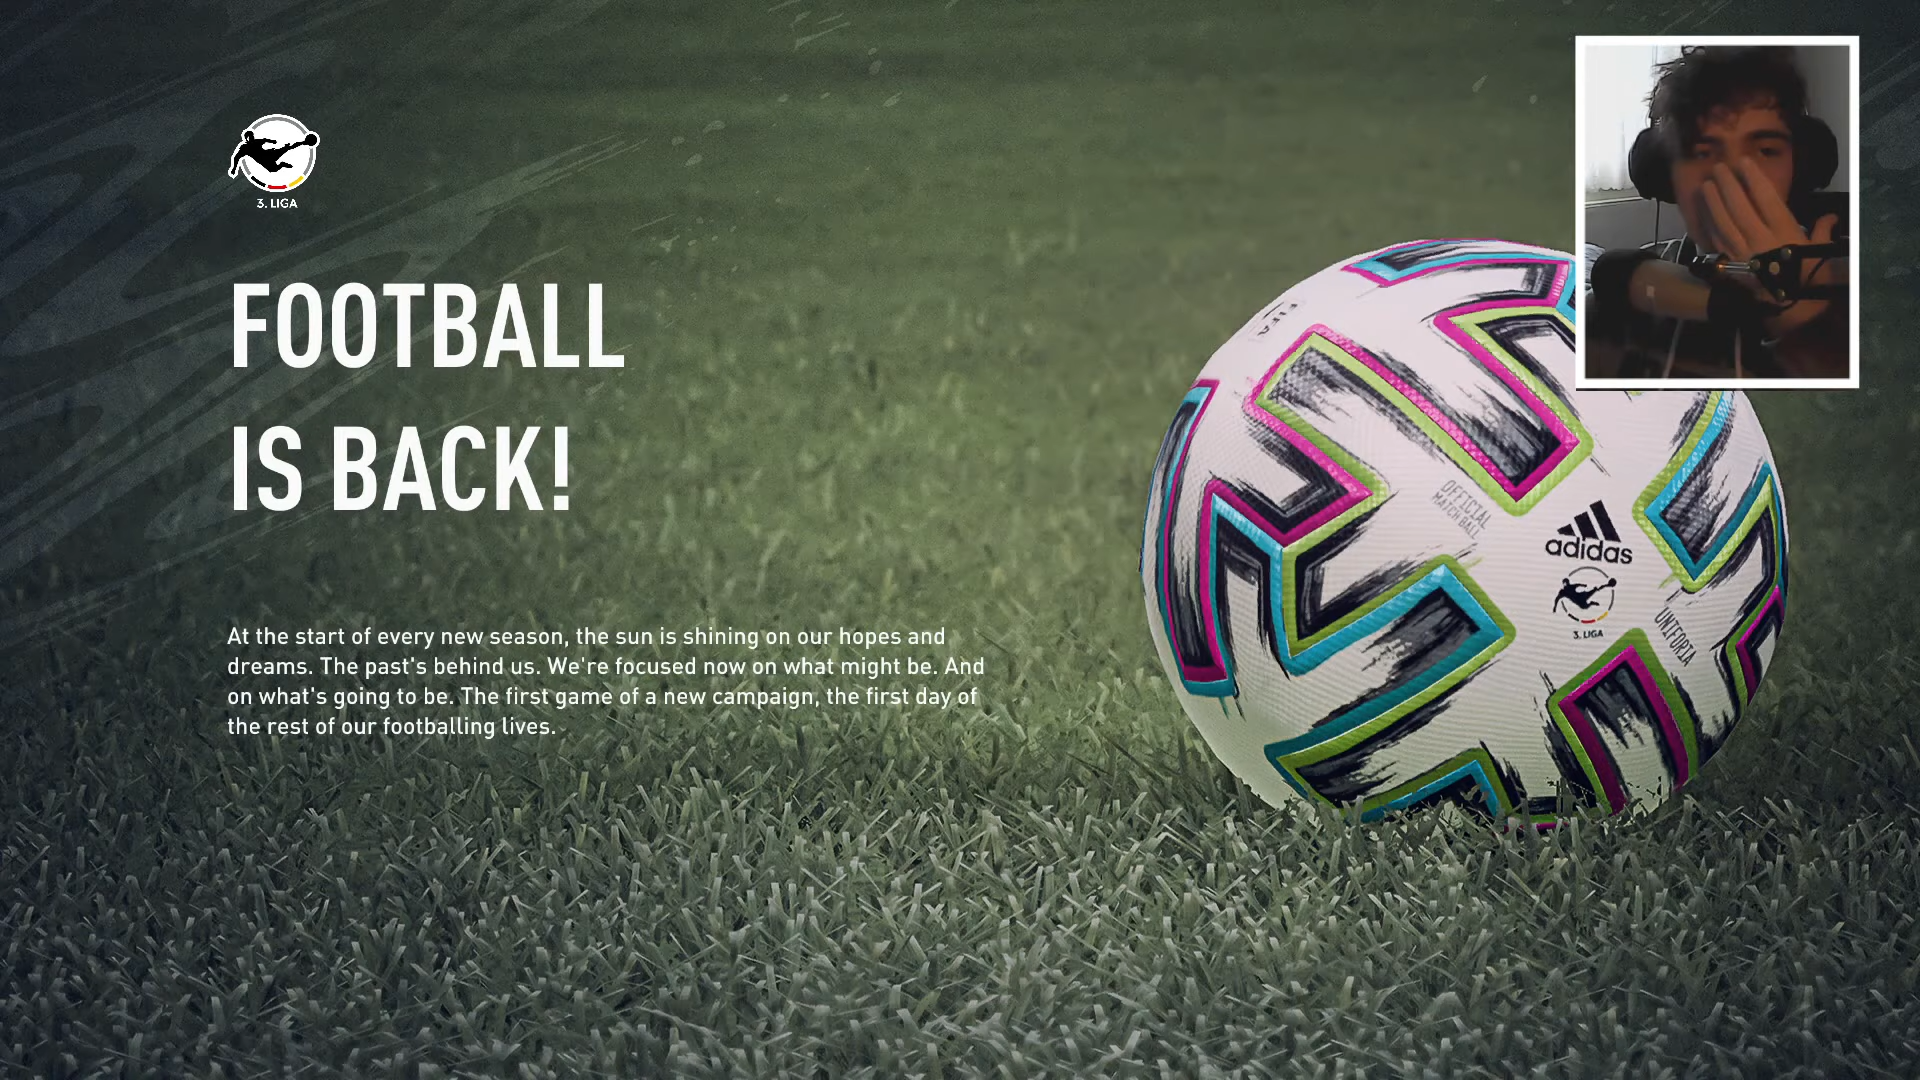 3. LIGA
FOOTBALL
IS BACK!
At the start of every new season, the sun is shining on our hopes and
dreams. The past's behind us. We're focused now on what might be. And
on what's going to be. The first game of a new campaign, the first day of
the rest of our footballing lives.
FIFA
OFFICIAL
MATCH BALL
adidas
3. LIGA
UNIFORIA